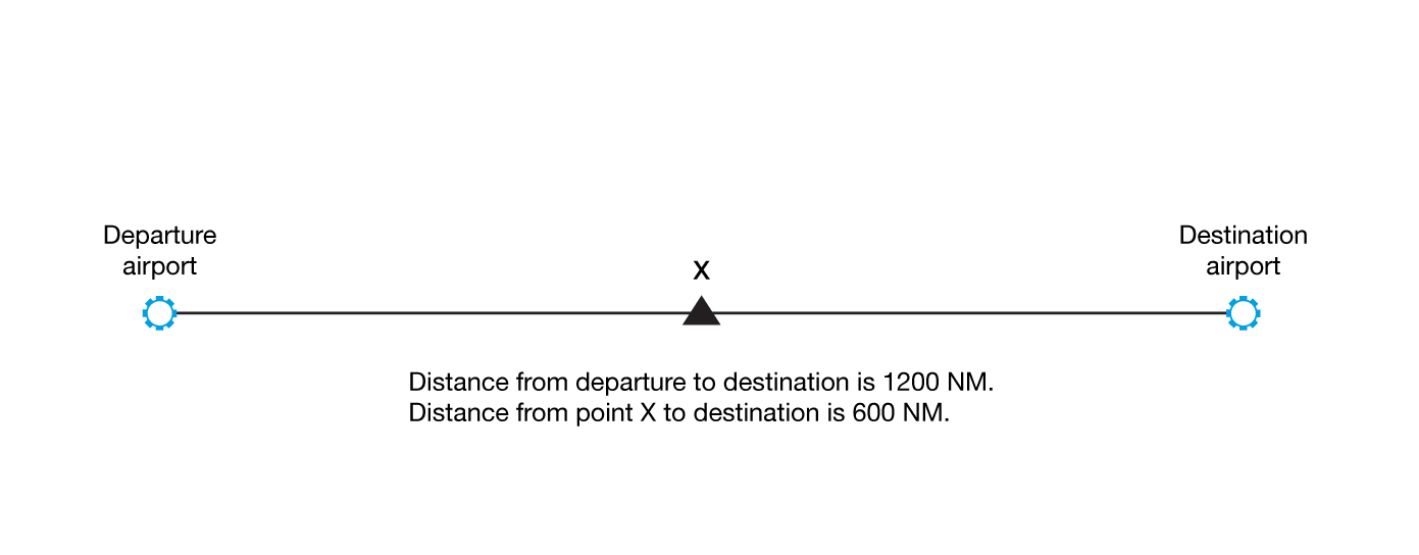 Departure
airport
X
Destination
airport
Distance from departure to destination is 1200 NM.
Distance from point X to destination is 600 NM.